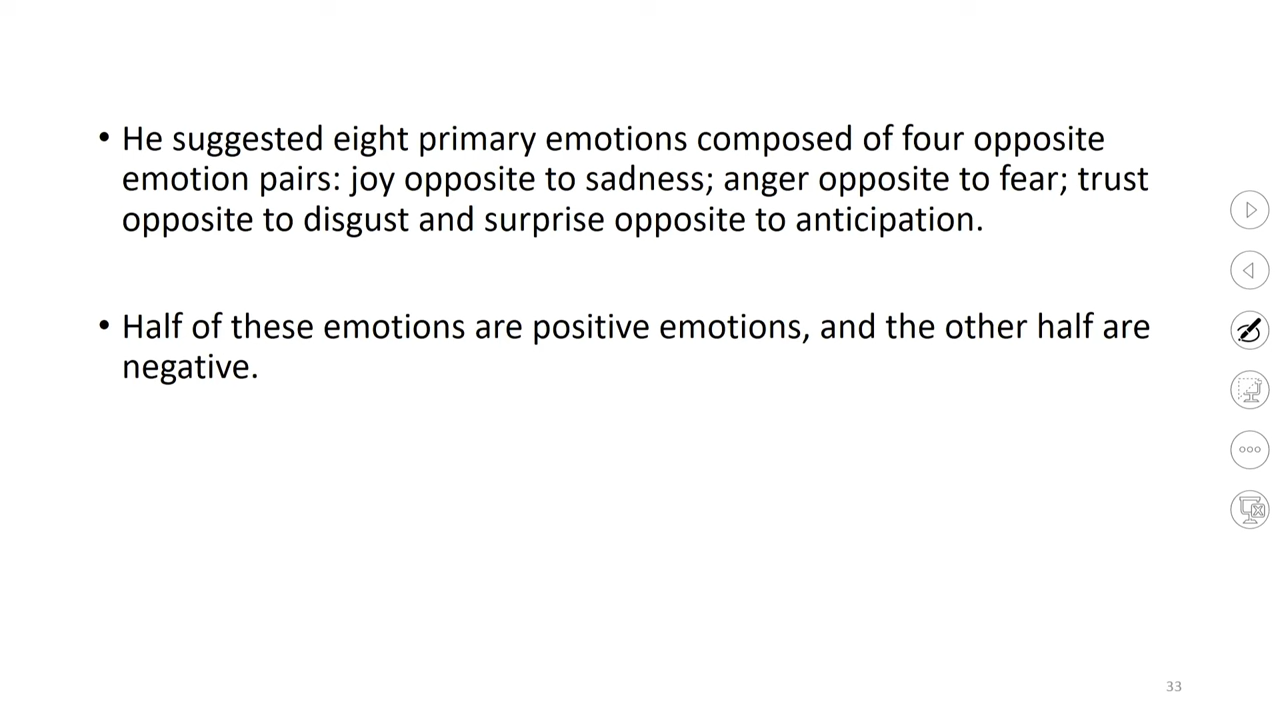 • He suggested eight primary emotions composed of four opposite
emotion pairs: joy opposite to sadness; anger opposite to fear; trust
opposite to disgust and surprise opposite to anticipation.
• Half of these emotions are positive emotions, and the other half are
negative.
33